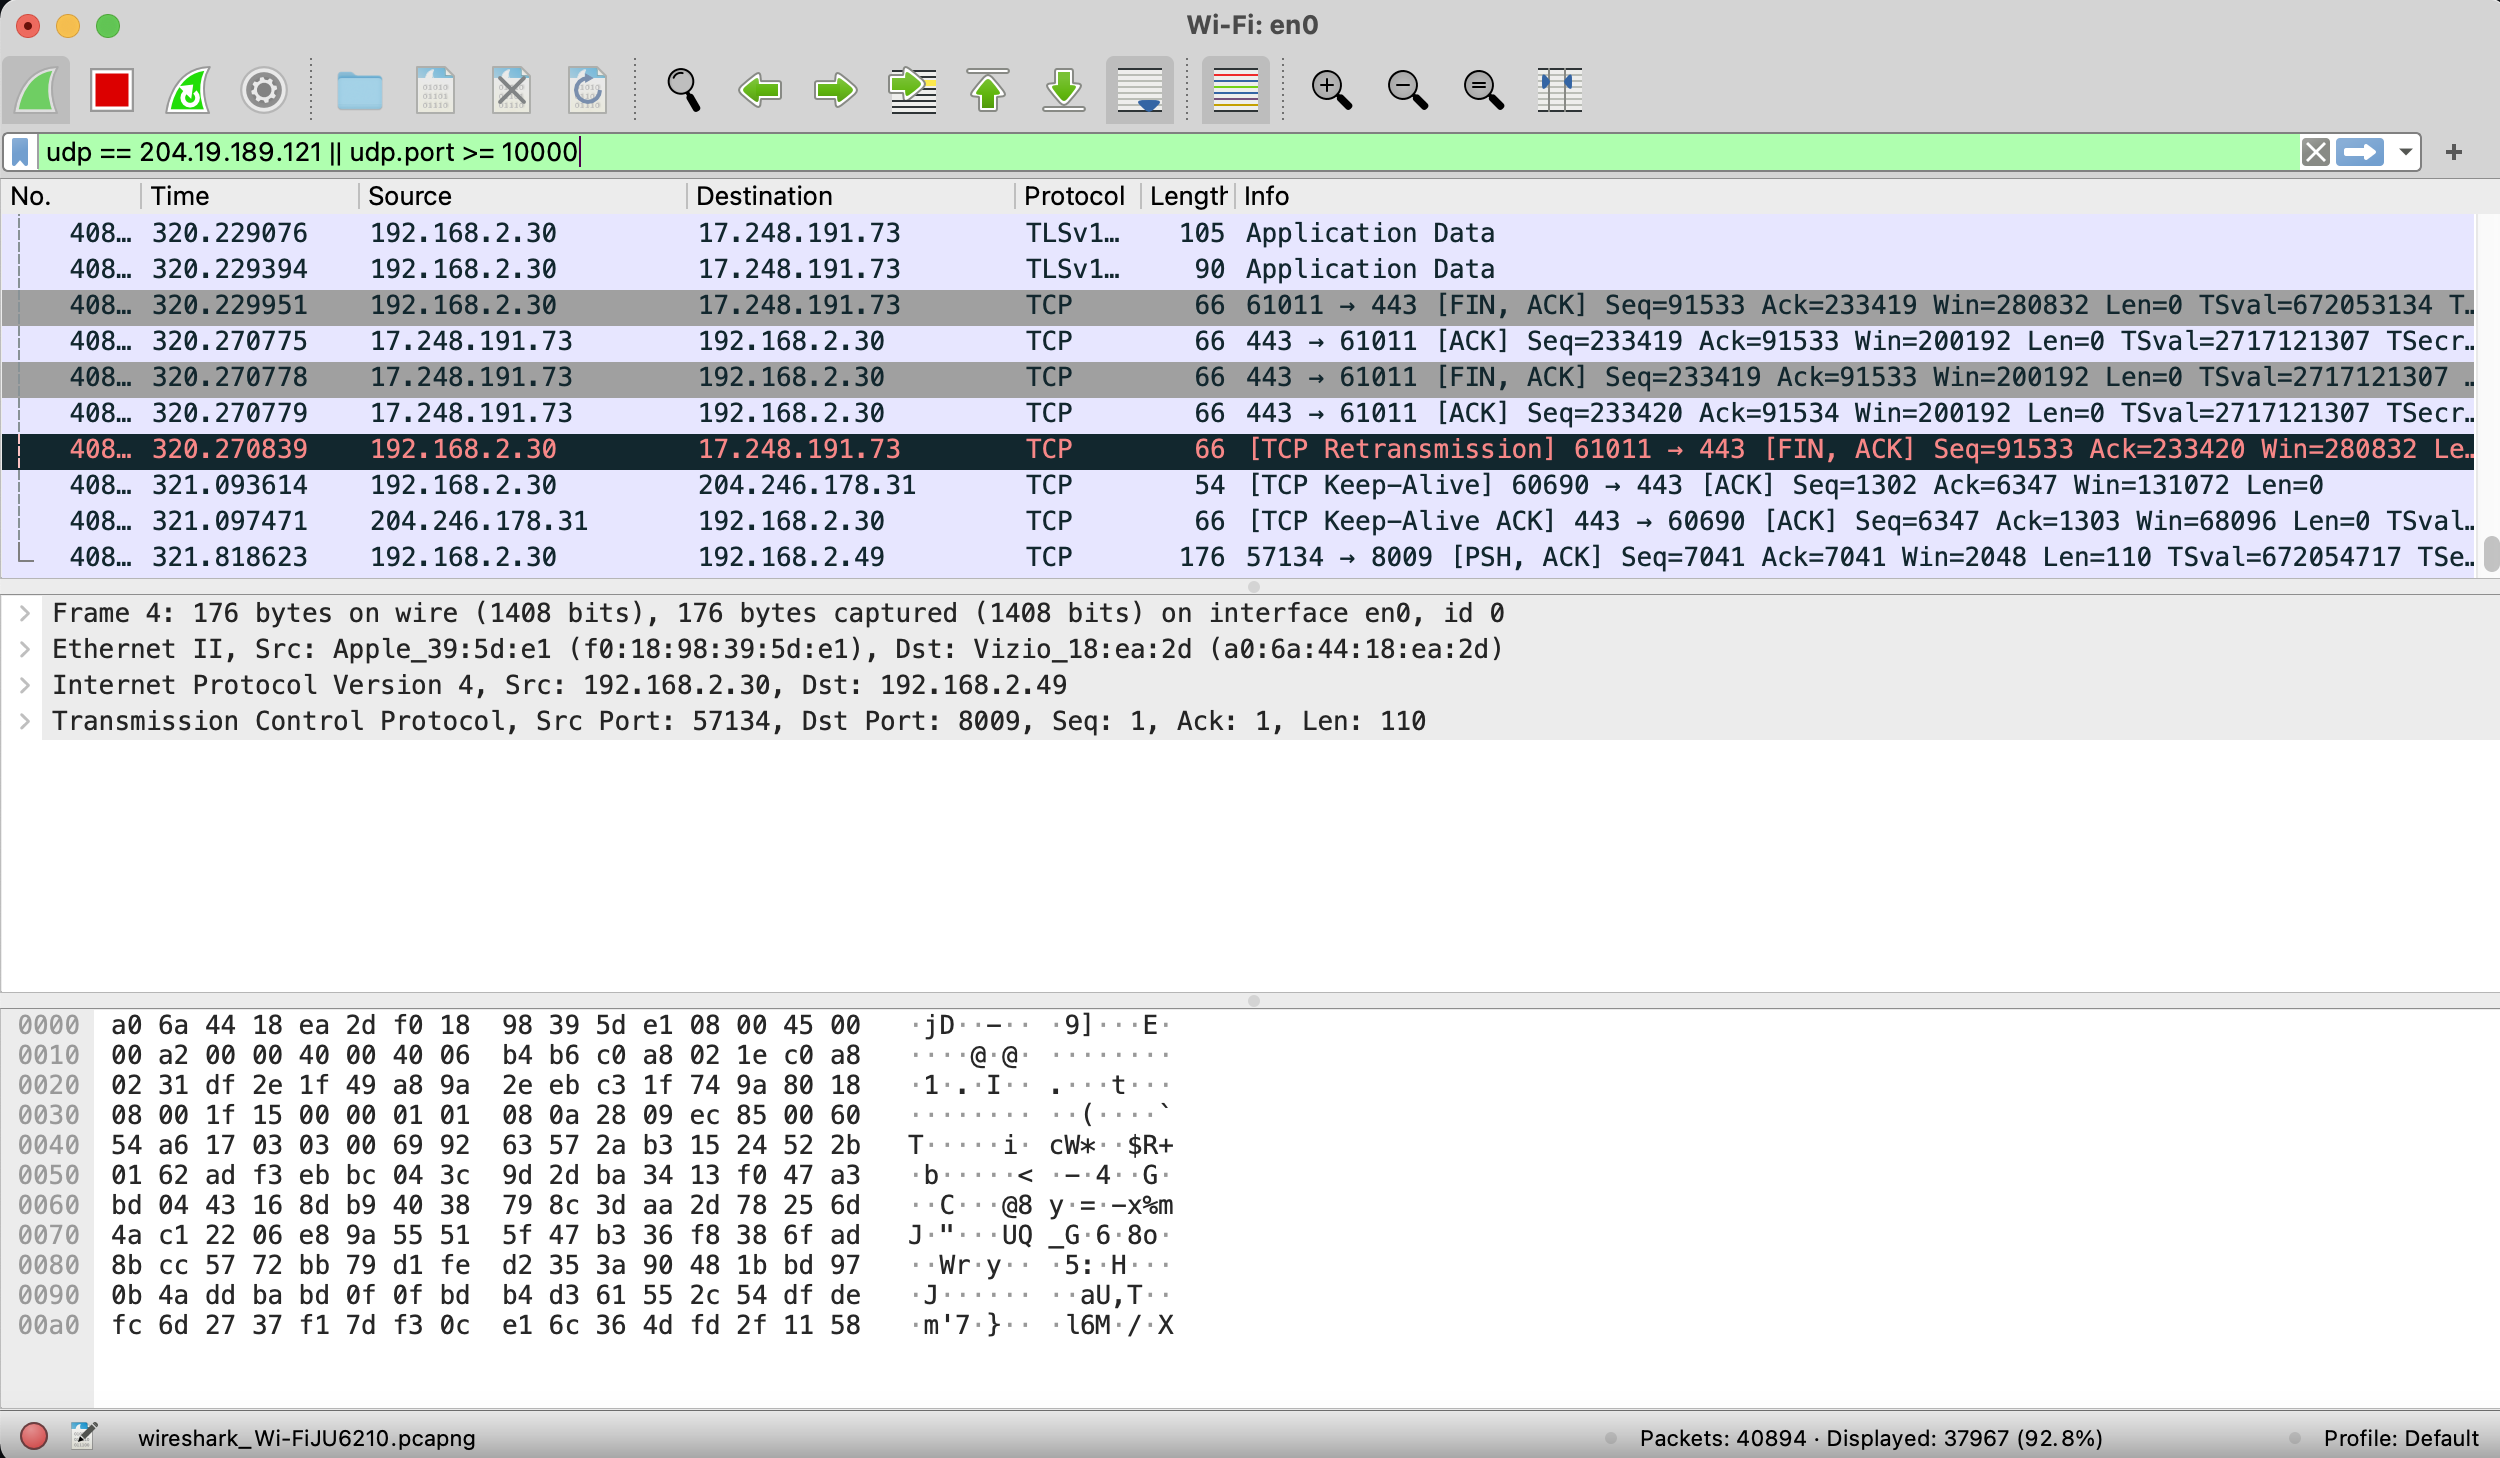 Wi-Fi: en0
udp == 204.19.189.121 || udp.port >= 10000
No. Time Source Destination Protocol Length Info
408… 320.229076 192.168.2.30 17.248.191.73 TLSv1… 105 Application Data
408… 320.229394 192.168.2.30 17.248.191.73 TLSv1… 90 Application Data
408… 320.229951 192.168.2.30 17.248.191.73 TCP 66 61011 → 443 [FIN, ACK] Seq=91533 Ack=233419 Win=280832 Len=0 TSval=672053134 T…
408… 320.270775 17.248.191.73 192.168.2.30 TCP 66 443 → 61011 [ACK] Seq=233419 Ack=91533 Win=200192 Len=0 TSval=2717121307 TSecr…
408… 320.270778 17.248.191.73 192.168.2.30 TCP 66 443 → 61011 [FIN, ACK] Seq=233419 Ack=91533 Win=200192 Len=0 TSval=2717121307 …
408… 320.270779 17.248.191.73 192.168.2.30 TCP 66 443 → 61011 [ACK] Seq=233420 Ack=91534 Win=200192 Len=0 TSval=2717121307 TSecr…
408… 320.270839 192.168.2.30 17.248.191.73 TCP 66 [TCP Retransmission] 61011 → 443 [FIN, ACK] Seq=91533 Ack=233420 Win=280832 Le…
408… 321.093614 192.168.2.30 204.246.178.31 TCP 54 [TCP Keep-Alive] 60690 → 443 [ACK] Seq=1302 Ack=6347 Win=131072 Len=0
408… 321.097471 204.246.178.31 192.168.2.30 TCP 66 [TCP Keep-Alive ACK] 443 → 60690 [ACK] Seq=6347 Ack=1303 Win=68096 Len=0 TSval…
408… 321.818623 192.168.2.30 192.168.2.49 TCP 176 57134 → 8009 [PSH, ACK] Seq=7041 Ack=7041 Win=2048 Len=110 TSval=672054717 TSe…
Frame 4: 176 bytes on wire (1408 bits), 176 bytes captured (1408 bits) on interface en0, id 0
Ethernet II, Src: Apple_39:5d:e1 (f0:18:98:39:5d:e1), Dst: Vizio_18:ea:2d (a0:6a:44:18:ea:2d)
Internet Protocol Version 4, Src: 192.168.2.30, Dst: 192.168.2.49
Transmission Control Protocol, Src Port: 57134, Dst Port: 8009, Seq: 1, Ack: 1, Len: 110
0000 a0 6a 44 18 ea 2d f0 18 98 39 5d e1 08 00 45 00 ·jD··-·· ·9]···E·
0010 00 a2 00 00 40 00 40 06 b4 b6 c0 a8 02 1e c0 a8 ····@·@· ········
0020 02 31 df 2e 1f 49 a8 9a 2e eb c3 1f 74 9a 80 18 ·1·.·I·· .···t···
0030 08 00 1f 15 00 00 01 01 08 0a 28 09 ec 85 00 60 ········ ··(····`
0040 54 a6 17 03 03 00 69 92 63 57 2a b3 15 24 52 2b T·····i· cW*··$R+
0050 01 62 ad f3 eb bc 04 3c 9d 2d ba 34 13 f0 47 a3 ·b·····< ·-·4··G·
0060 bd 04 43 16 8d b9 40 38 79 8c 3d aa 2d 78 25 6d ··C···@8 y·=·-x%m
0070 4a c1 22 06 e8 9a 55 51 5f 47 b3 36 f8 38 6f ad J·"···UQ _G·6·8o·
0080 8b cc 57 72 bb 79 d1 fe d2 35 3a 90 48 1b bd 97 ··Wr·y·· ·5:·H···
0090 0b 4a dd ba bd 0f 0f bd b4 d3 61 55 2c 54 df de ·J······ ··aU,T··
00a0 fc 6d 27 37 f1 7d f3 0c e1 6c 36 4d fd 2f 11 58 ·m'7·}·· ·l6M·/·X
wireshark_Wi-FiJU6210.pcapng Packets: 40894 · Displayed: 37967 (92.8%) Profile: Default